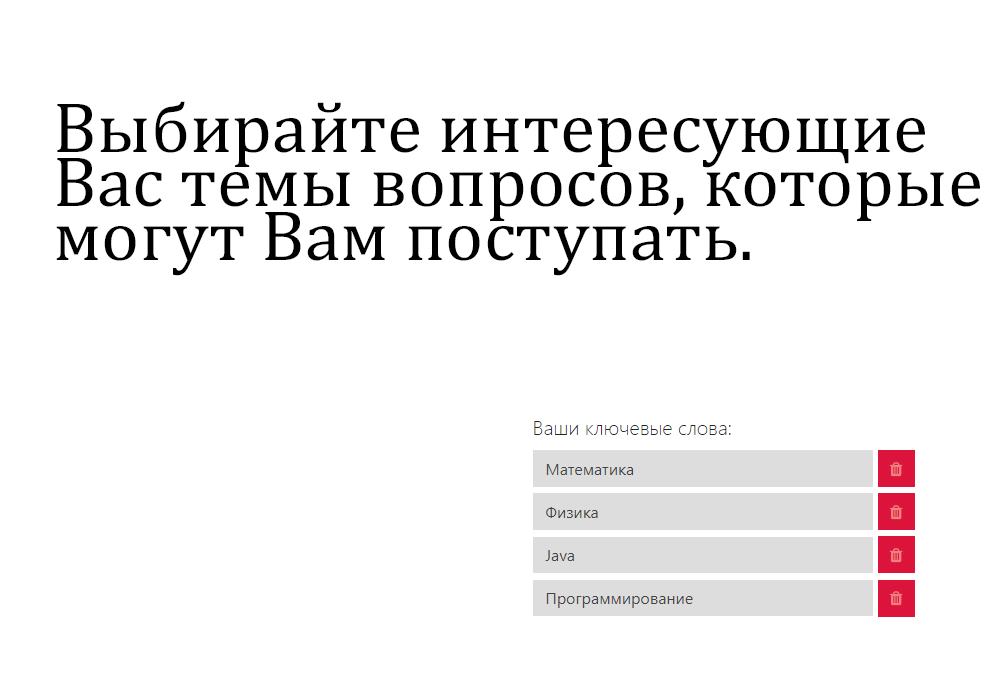 Выбирайте интересующие
Вас темы вопросов, которые
могут Вам поступать.
Ваши ключевые слова:
Математика
Физика
Java
Программирование